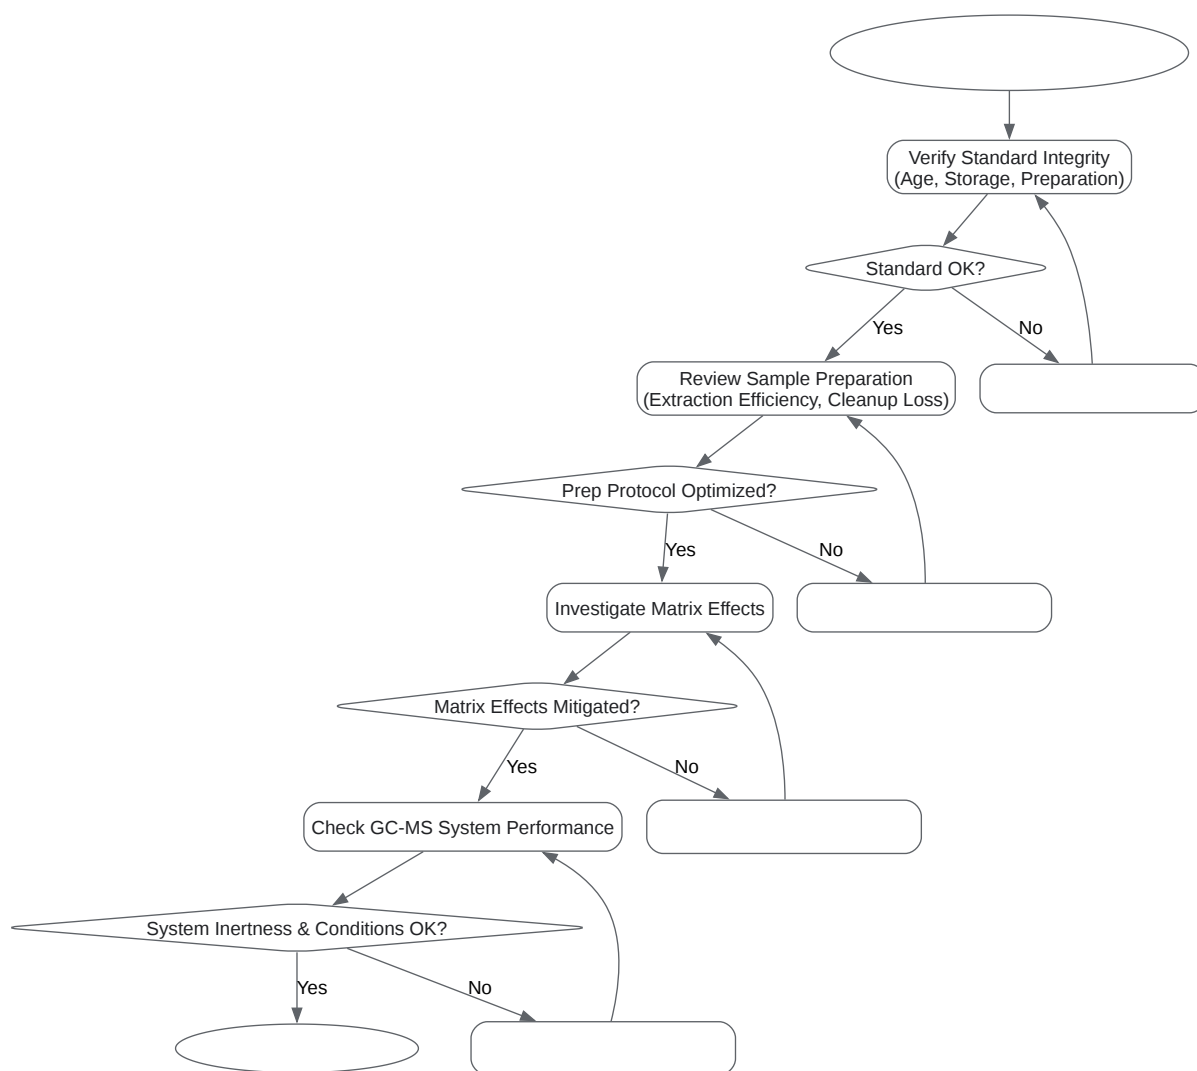 Verify Standard Integrity
(Age, Storage, Preparation)
Standard OK?
Yes
No
Review Sample Preparation
(Extraction Efficiency, Cleanup Loss)
Prep Protocol Optimized?
Yes
No
Investigate Matrix Effects
Matrix Effects Mitigated?
Yes
No
Check GC-MS System Performance
System Inertness & Conditions OK?
Yes
No